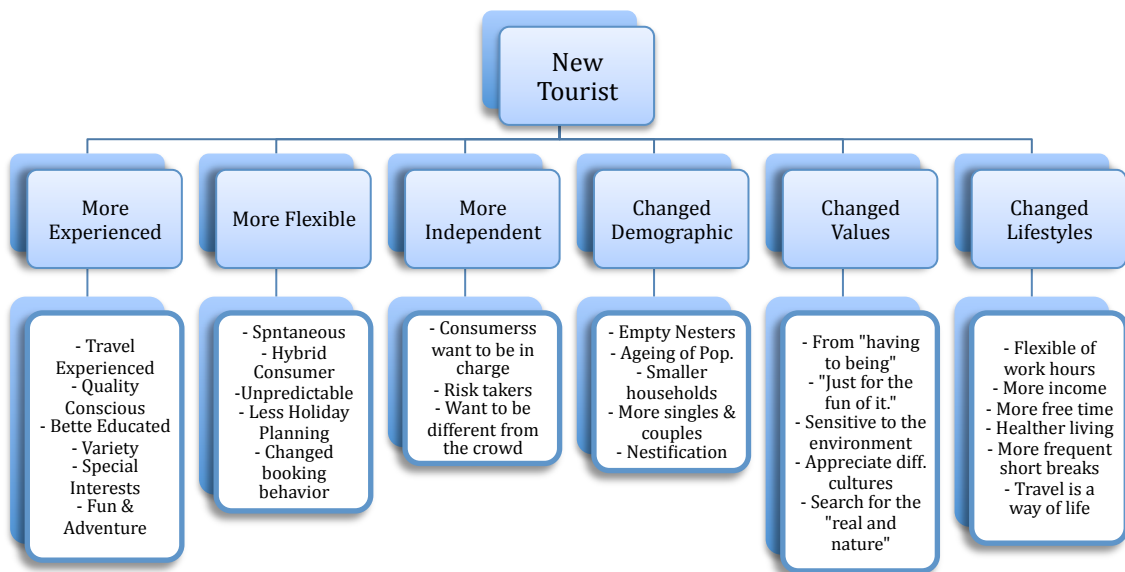 New
Tourist
More
Experienced
More Flexible
More
Independent
Changed
Demographic
Changed
Values
Changed
Lifestyles
- Travel
Experienced
- Quality
Conscious
- Bette Educated
- Variety
- Special
Interests
- Fun &
Adventure
- Spntaneous
- Hybrid
Consumer
-Unpredictable
- Less Holiday
Planning
- Changed
booking
behavior
- Consumerss
want to be in
charge
- Risk takers
- Want to be
different from
the crowd
- Empty Nesters
- Ageing of Pop.
- Smaller
households
- More singles &
couples
- Nestification
- From "having
to being"
- "Just for the
fun of it."
- Sensitive to the
environment
- Appreciate diff.
cultures
- Search for the
"real and
nature"
- Flexible of
work hours
- More income
- More free time
- Healther living
- More frequent
short breaks
- Travel is a
way of life